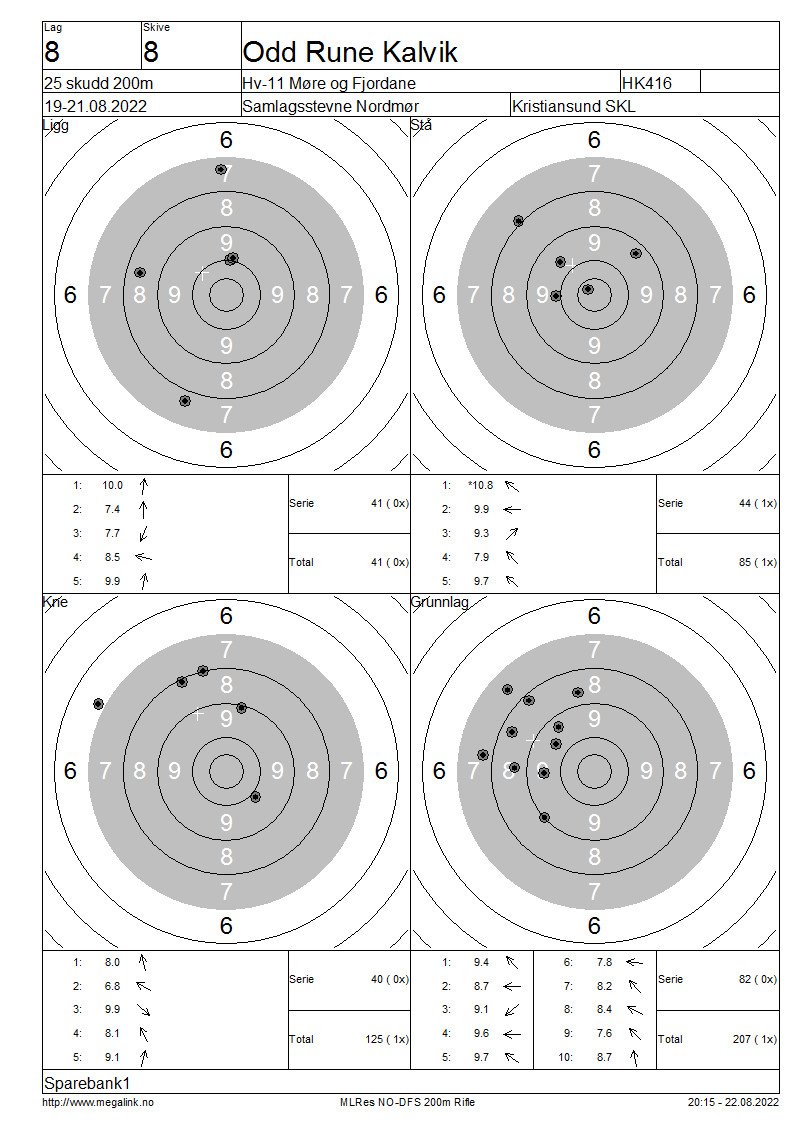 Lag
Skive
8
8
Odd Rune Kalvik
25 skudd 200m
Hv-11 Møre og Fjordane
HK416
19-21.08.2022
Samlagsstevne Nordmør
Kristiansund SKL
Ligg
6
7
8
9
6 7 8 9 9 8 7 6
9
8
7
6
1: 10.0
2: 7.4
3: 7.7
4: 8.5
5: 9.9
Serie 41 ( 0x)
Total 41 ( 0x)
Stå
6
7
8
9
6 7 8 9 9 8 7 6
9
8
7
6
1: *10.8
2: 9.9
3: 9.3
4: 7.9
5: 9.7
Serie 44 ( 1x)
Total 85 ( 1x)
Kne
6
7
8
9
6 7 8 9 9 8 7 6
9
8
7
6
1: 8.0
2: 6.8
3: 9.9
4: 8.1
5: 9.1
Serie 40 ( 0x)
Total 125 ( 1x)
Grunnlag
6
7
8
9
6 7 8 9 9 8 7 6
9
8
7
6
1: 9.4
2: 8.7
3: 9.1
4: 9.6
5: 9.7
6: 7.8
7: 8.2
8: 8.4
9: 7.6
10: 8.7
Serie 82 ( 0x)
Total 207 ( 1x)
Sparebank1
http://www.megalink.no
MLRes NO-DFS 200m Rifle
20:15 - 22.08.2022